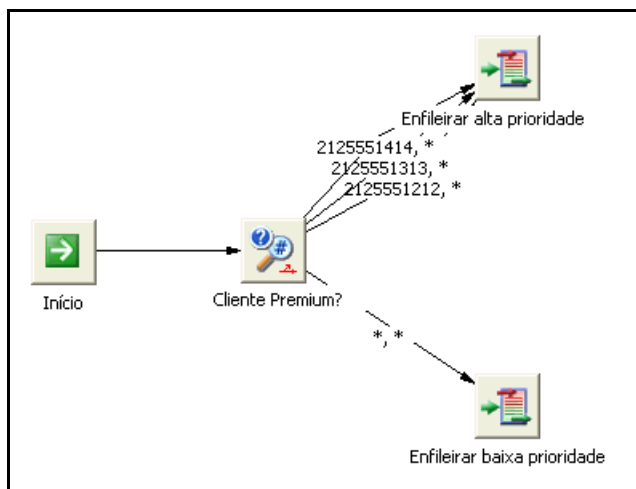 Enfileirar alta prioridade
2125551414, *
2125551313, *
2125551212, *
Início
Cliente Premium?
*, *
Enfileirar baixa prioridade